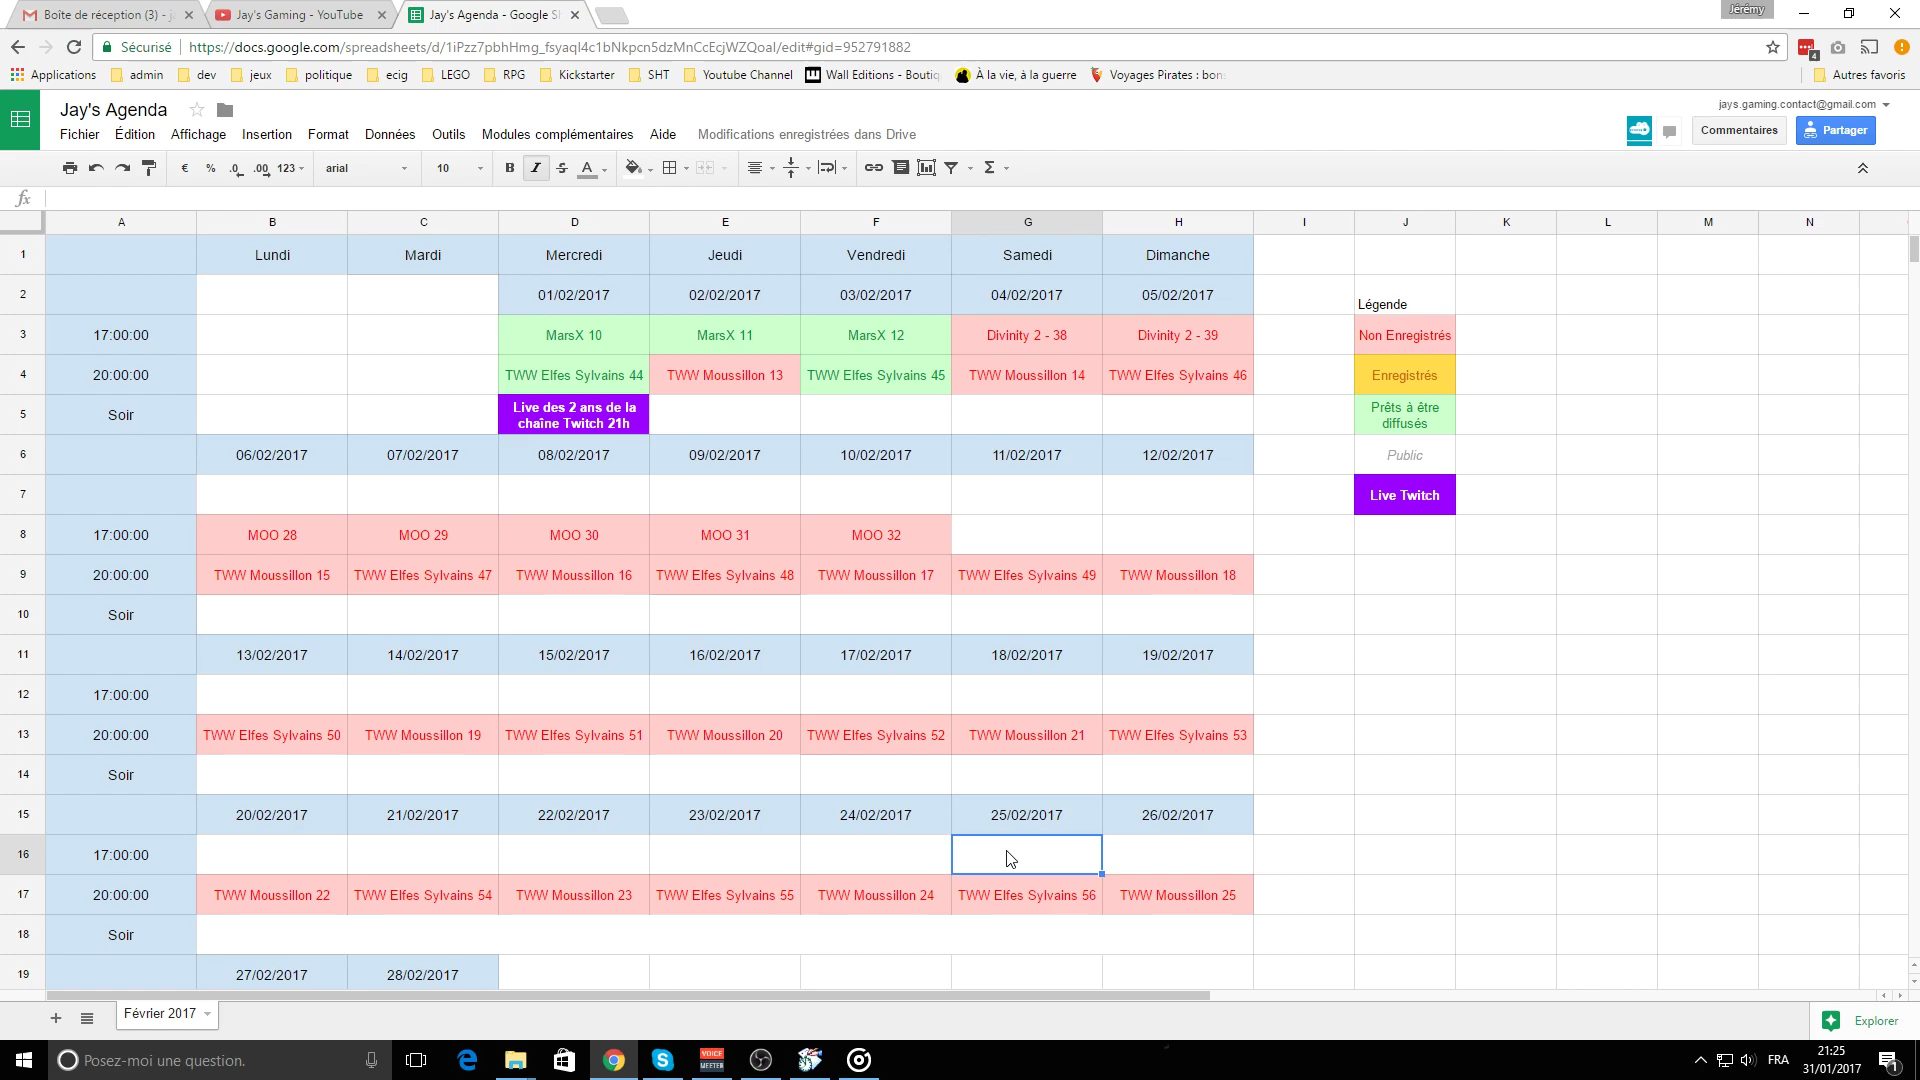 Boîte de réception (3) - j
Jay's Gaming - YouTube
Jay's Agenda - Google S
Jérémy
Sécurisé
https://docs.google.com/spreadsheets/d/1iPzz7pbhHmg_fsyaql4c1bNkpcn5dzMnCcEcjWZQoaI/edit#gid=952791882
4
Applications admin dev jeux politique ecig LEGO RPG Kickstarter SHT Youtube Channel Wall Editions - Boutiq À la vie, à la guerre Voyages Pirates : bons Autres favoris
Jay's Agenda
jays.gaming.contact@gmail.com
Fichier Édition Affichage Insertion Format Données Outils Modules complémentaires Aide Modifications enregistrées dans Drive
Commentaires Partager
€ % .0 .00 123 arial 10 B I S A Σ
fx
A B C D E F G H I J K L M N
1 Lundi Mardi Mercredi Jeudi Vendredi Samedi Dimanche
2 01/02/2017 02/02/2017 03/02/2017 04/02/2017 05/02/2017 Légende
3 17:00:00 MarsX 10 MarsX 11 MarsX 12 Divinity 2 - 38 Divinity 2 - 39 Non Enregistrés
4 20:00:00 TWW Elfes Sylvains 44 TWW Moussillon 13 TWW Elfes Sylvains 45 TWW Moussillon 14 TWW Elfes Sylvains 46 Enregistrés
5 Soir
Live des 2 ans de la
chaîne Twitch 21h
Prêts à être
diffusés
6 06/02/2017 07/02/2017 08/02/2017 09/02/2017 10/02/2017 11/02/2017 12/02/2017 Public
7 Live Twitch
8 17:00:00 MOO 28 MOO 29 MOO 30 MOO 31 MOO 32
9 20:00:00 TWW Moussillon 15 TWW Elfes Sylvains 47 TWW Moussillon 16 TWW Elfes Sylvains 48 TWW Moussillon 17 TWW Elfes Sylvains 49 TWW Moussillon 18
10 Soir
11 13/02/2017 14/02/2017 15/02/2017 16/02/2017 17/02/2017 18/02/2017 19/02/2017
12 17:00:00
13 20:00:00 TWW Elfes Sylvains 50 TWW Moussillon 19 TWW Elfes Sylvains 51 TWW Moussillon 20 TWW Elfes Sylvains 52 TWW Moussillon 21 TWW Elfes Sylvains 53
14 Soir
15 20/02/2017 21/02/2017 22/02/2017 23/02/2017 24/02/2017 25/02/2017 26/02/2017
16 17:00:00
17 20:00:00 TWW Moussillon 22 TWW Elfes Sylvains 54 TWW Moussillon 23 TWW Elfes Sylvains 55 TWW Moussillon 24 TWW Elfes Sylvains 56 TWW Moussillon 25
18 Soir
19 27/02/2017 28/02/2017
Février 2017
Explorer
Posez-moi une question.
VOICE
MEETER
FRA
21:25
31/01/2017
1